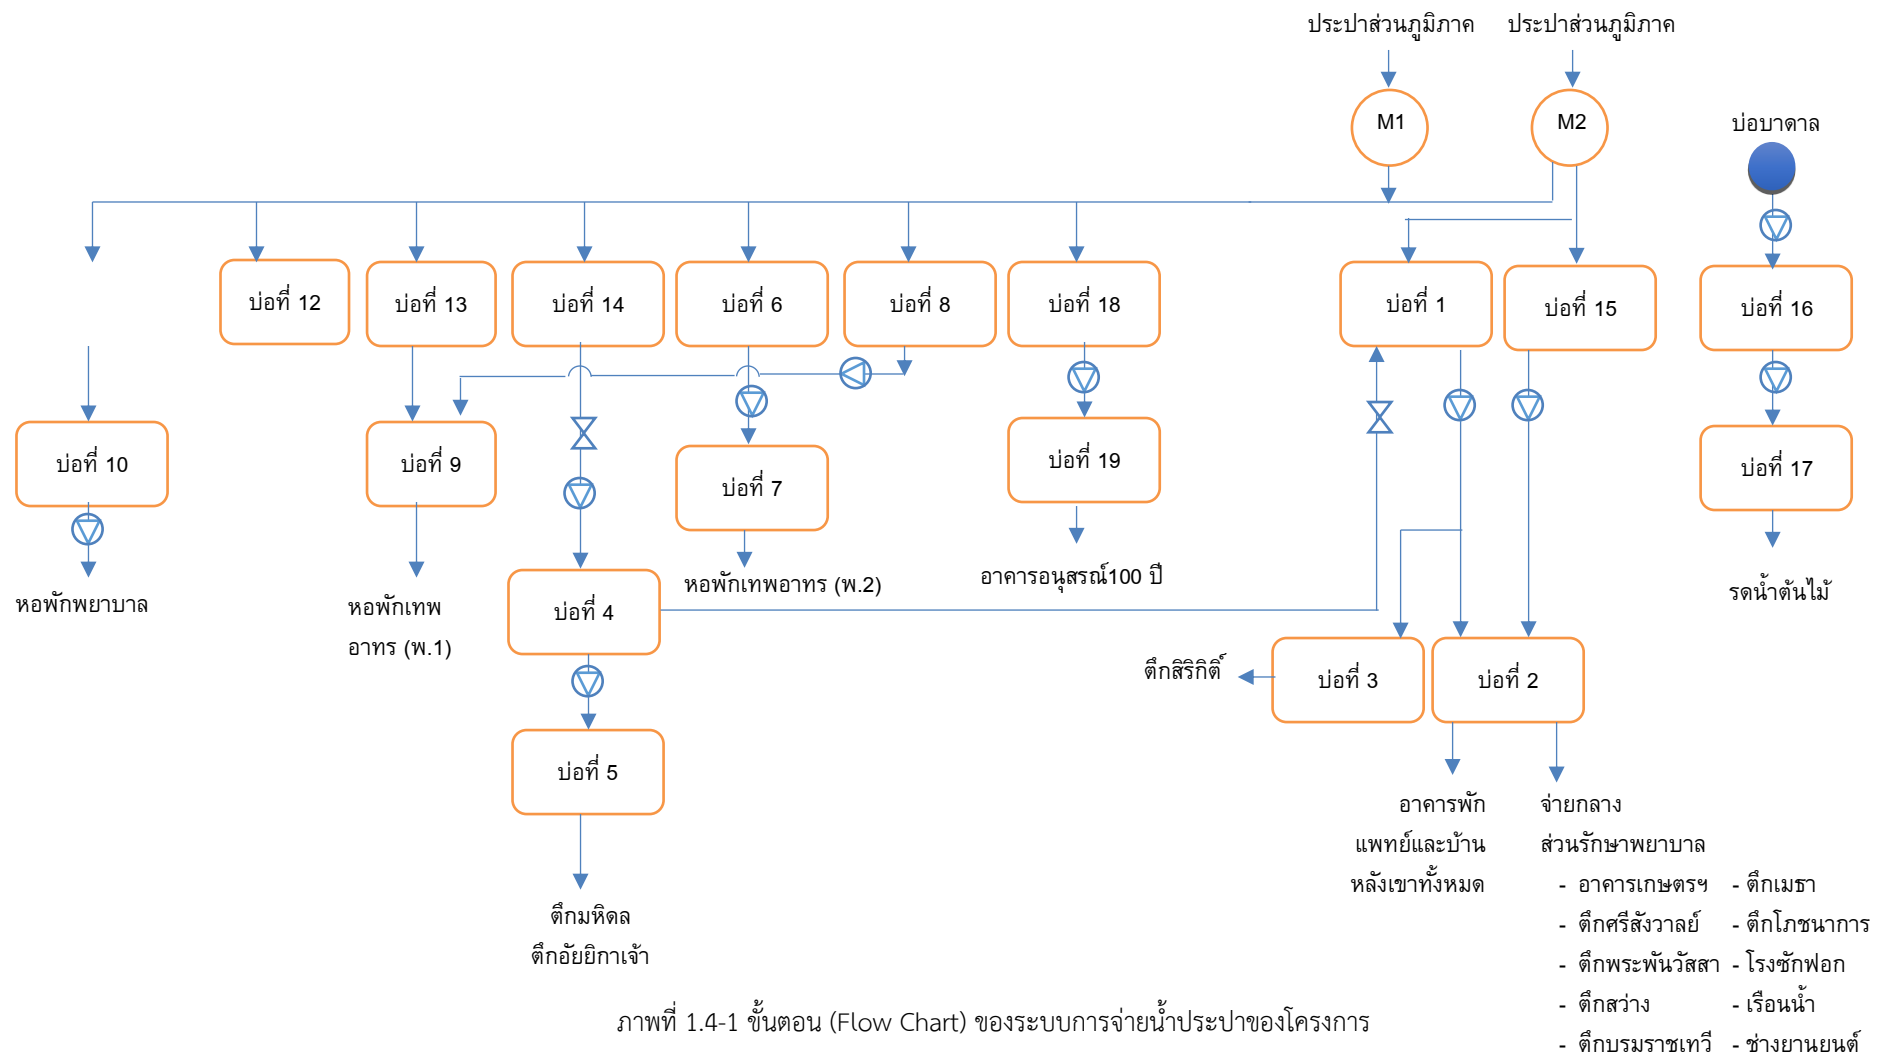 ประปาส่วนภูมิภาค ประปาส่วนภูมิภาค
M1 M2
บ่อบาดาล
บ่อที่ 12 บ่อที่ 13 บ่อที่ 14 บ่อที่ 6 บ่อที่ 8 บ่อที่ 18 บ่อที่ 1 บ่อที่ 15 บ่อที่ 16
บ่อที่ 10 บ่อที่ 9 บ่อที่ 7 บ่อที่ 19 บ่อที่ 17
หอพักพยาบาล
หอพักเทพ
อาทร (พ.1)
หอพักเทพอาทร (พ.2)
อาคารอนุสรณ์100 ปี
รดน้ำต้นไม้
บ่อที่ 4
ตึกสิริกิติ์
บ่อที่ 3 บ่อที่ 2
บ่อที่ 5
ตึกมหิดล
ตึกอัยยิกาเจ้า
อาคารพัก
แพทย์และบ้าน
หลังเขาทั้งหมด
จ่ายกลาง
ส่วนรักษาพยาบาล
- อาคารเกษตรฯ - ตึกเมธา
- ตึกศรีสังวาลย์ - ตึกโภชนาการ
- ตึกพระพันวัสสา - โรงซักฟอก
- ตึกสว่าง - เรือนน้ำ
- ตึกบรมราชเทวี - ช่างยานยนต์
ภาพที่ 1.4-1 ขั้นตอน (Flow Chart) ของระบบการจ่ายน้ำประปาของโครงการ